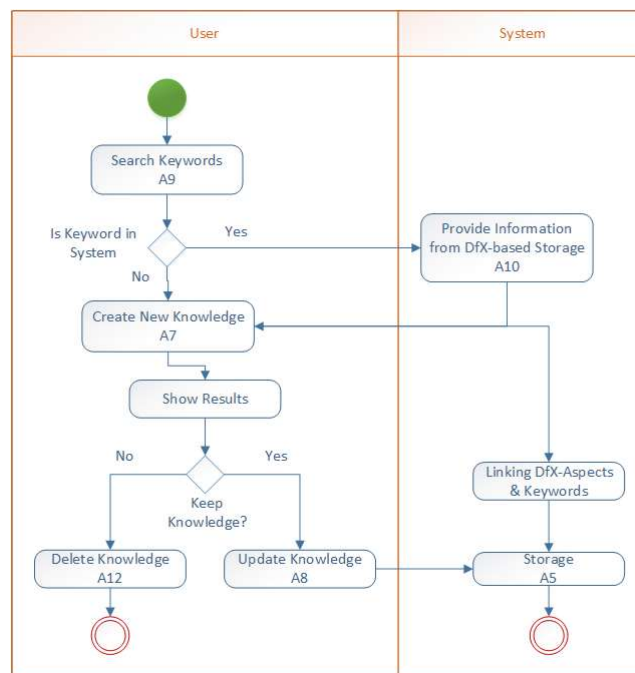 User
System
Search Keywords
A9
Is Keyword in
System
Yes
No
Provide Information
from DfX-based Storage
A10
Create New Knowledge
A7
Show Results
No
Yes
Keep
Knowledge?
Linking DfX-Aspects
& Keywords
Delete Knowledge
A12
Update Knowledge
A8
Storage
A5